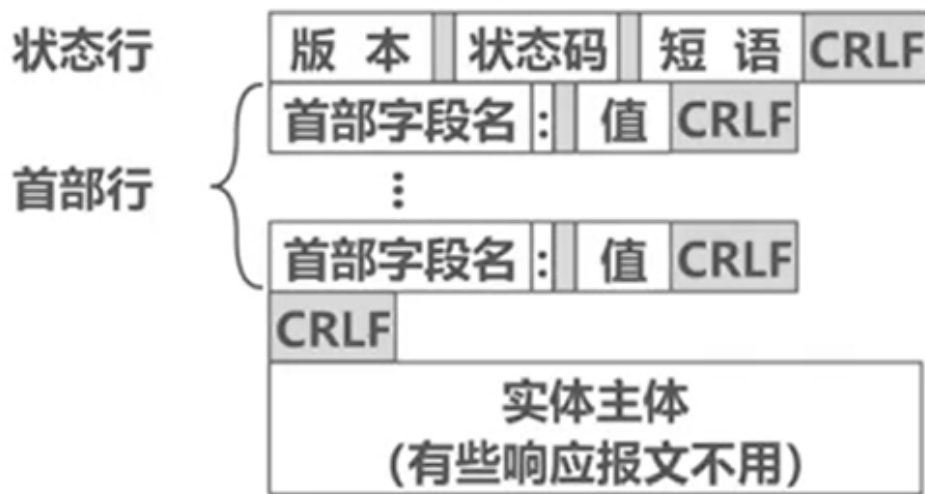 状态行 版本 状态码 短语 CRLF
首部字段名 : 值 CRLF
首部行
⋮
首部字段名 : 值 CRLF
CRLF
实体主体
（有些响应报文不用）